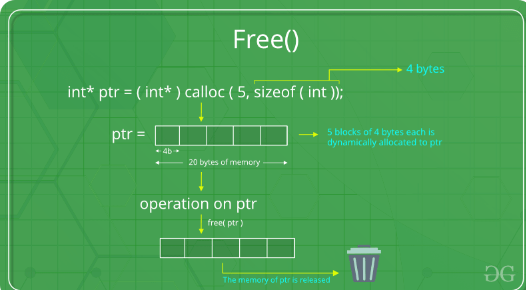 Free()
4 bytes
int* ptr = ( int* ) calloc ( 5, sizeof ( int ));
ptr =
5 blocks of 4 bytes each is
dynamically allocated to ptr
4b
20 bytes of memory
operation on ptr
free( ptr )
The memory of ptr is released